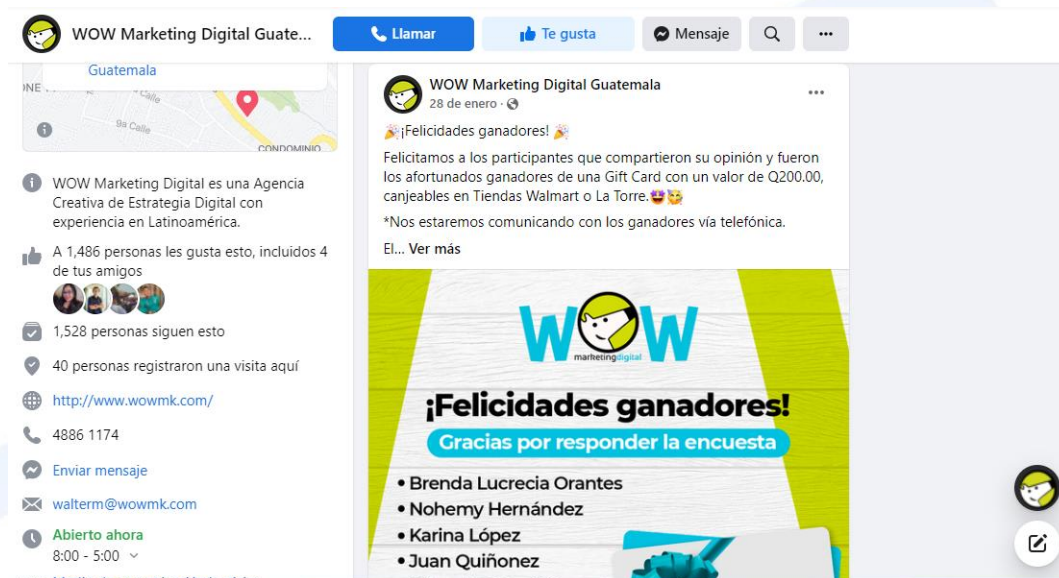 WOW Marketing Digital Guate...
Llamar
Te gusta
Mensaje
Guatemala
Calle
9a Calle
CONDOMINIO
WOW Marketing Digital es una Agencia
Creativa de Estrategia Digital con
experiencia en Latinoamérica.
A 1,486 personas les gusta esto, incluidos 4
de tus amigos
1,528 personas siguen esto
40 personas registraron una visita aquí
http://www.wowmk.com/
4886 1174
Enviar mensaje
walterm@wowmk.com
Abierto ahora
8:00 - 5:00
WOW Marketing Digital Guatemala
28 de enero ·
🎉¡Felicidades ganadores! 🎉
Felicitamos a los participantes que compartieron su opinión y fueron
los afortunados ganadores de una Gift Card con un valor de Q200.00,
canjeables en Tiendas Walmart o La Torre.🤩🥰
*Nos estaremos comunicando con los ganadores vía telefónica.
El... Ver más
WOW
marketingdigital
¡Felicidades ganadores!
Gracias por responder la encuesta
• Brenda Lucrecia Orantes
• Nohemy Hernández
• Karina López
• Juan Quiñonez